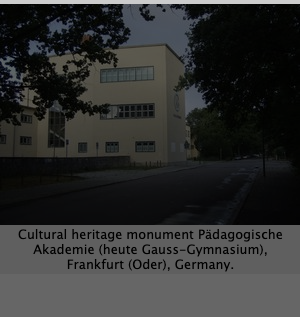 Cultural heritage monument Pädagogische
Akademie (heute Gauss-Gymnasium),
Frankfurt (Oder), Germany.